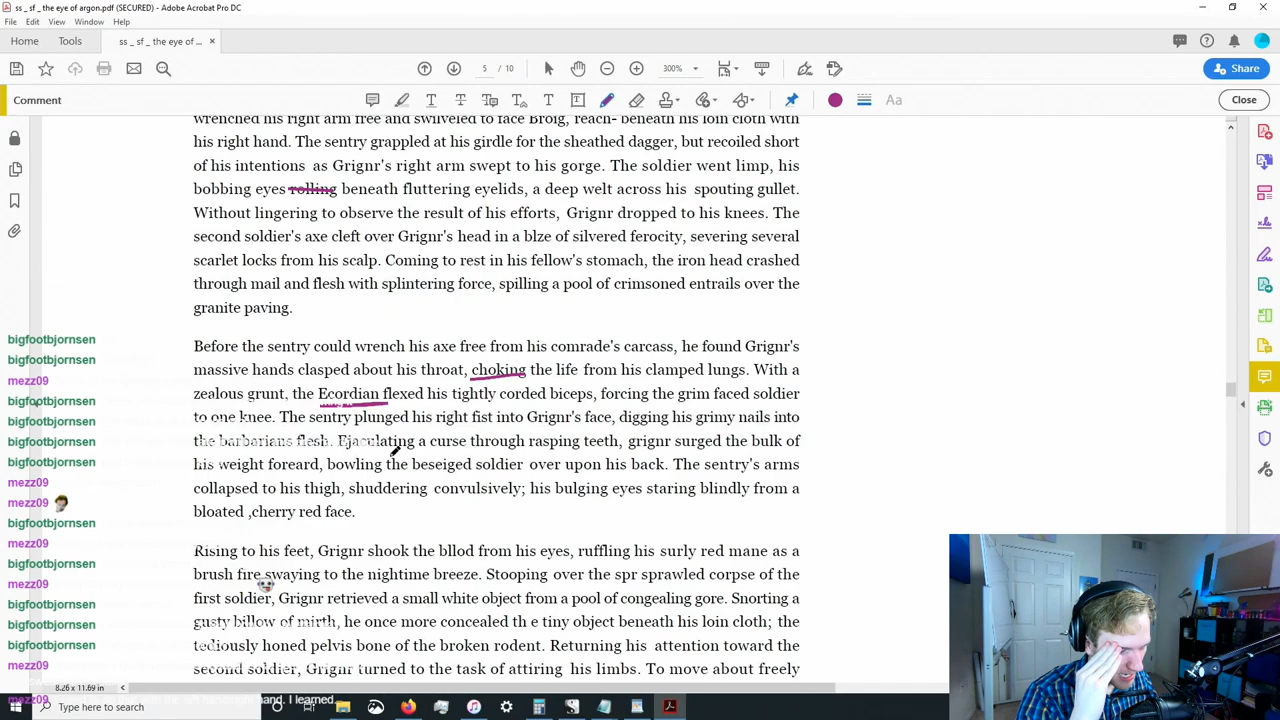 ss _ sf _ the eye of argon.pdf (SECURED) - Adobe Acrobat Pro DC
File Edit View Window Help
Home Tools ss _ sf _ the eye of ... ×
5 / 10 300% Share
Comment Aa Close
wrenched his right arm free and swiveled to face Broig, reach- beneath his loin cloth with
his right hand. The sentry grappled at his girdle for the sheathed dagger, but recoiled short
of his intentions as Grignr's right arm swept to his gorge. The soldier went limp, his
bobbing eyes rolling beneath fluttering eyelids, a deep welt across his spouting gullet.
Without lingering to observe the result of his efforts, Grignr dropped to his knees. The
second soldier's axe cleft over Grignr's head in a blze of silvered ferocity, severing several
scarlet locks from his scalp. Coming to rest in his fellow's stomach, the iron head crashed
through mail and flesh with splintering force, spilling a pool of crimsoned entrails over the
granite paving.
Before the sentry could wrench his axe free from his comrade's carcass, he found Grignr's
massive hands clasped about his throat, choking the life from his clamped lungs. With a
zealous grunt, the Ecordian flexed his tightly corded biceps, forcing the grim faced soldier
to one knee. The sentry plunged his right fist into Grignr's face, digging his grimy nails into
the barbarians flesh. Ejaculating a curse through rasping teeth, grignr surged the bulk of
his weight foreard, bowling the beseiged soldier over upon his back. The sentry's arms
collapsed to his thigh, shuddering convulsively; his bulging eyes staring blindly from a
bloated ,cherry red face.
Rising to his feet, Grignr shook the bllod from his eyes, ruffling his surly red mane as a
brush fire swaying to the nightime breeze. Stooping over the spr sprawled corpse of the
first soldier, Grignr retrieved a small white object from a pool of congealing gore. Snorting a
gusty billow of mirth, he once more concealed the tiny object beneath his loin cloth; the
tediously honed pelvis bone of the broken rodent. Returning his attention toward the
second soldier, Grignr turned to the task of attiring his limbs. To move about freely
bigfootbjornsen
bigfootbjornsen
mezz09
bigfootbjornsen
bigfootbjornsen
bigfootbjornsen
bigfootbjornsen
mezz09
mezz09
bigfootbjornsen
mezz09
bigfootbjornsen
mezz09
bigfootbjornsen
bigfootbjornsen
bigfootbjornsen
mezz09
mezz09 hand. I learned.
8.26 x 11.69 in
Type here to search